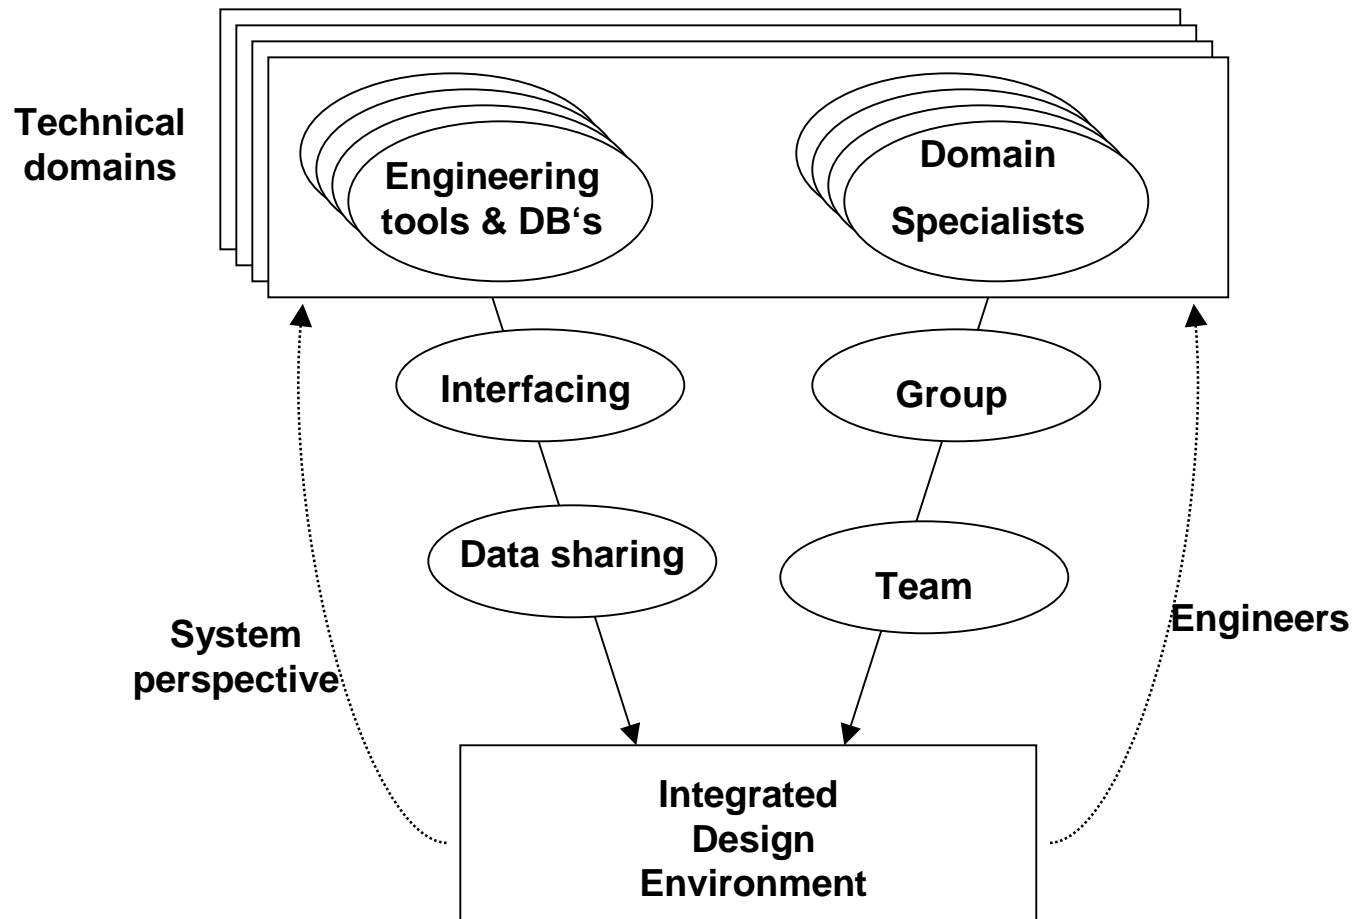 Technical
domains
Engineering
tools & DB‘s
Domain
Specialists
Interfacing
Group
Data sharing
Team
System
perspective
Engineers
Integrated
Design
Environment